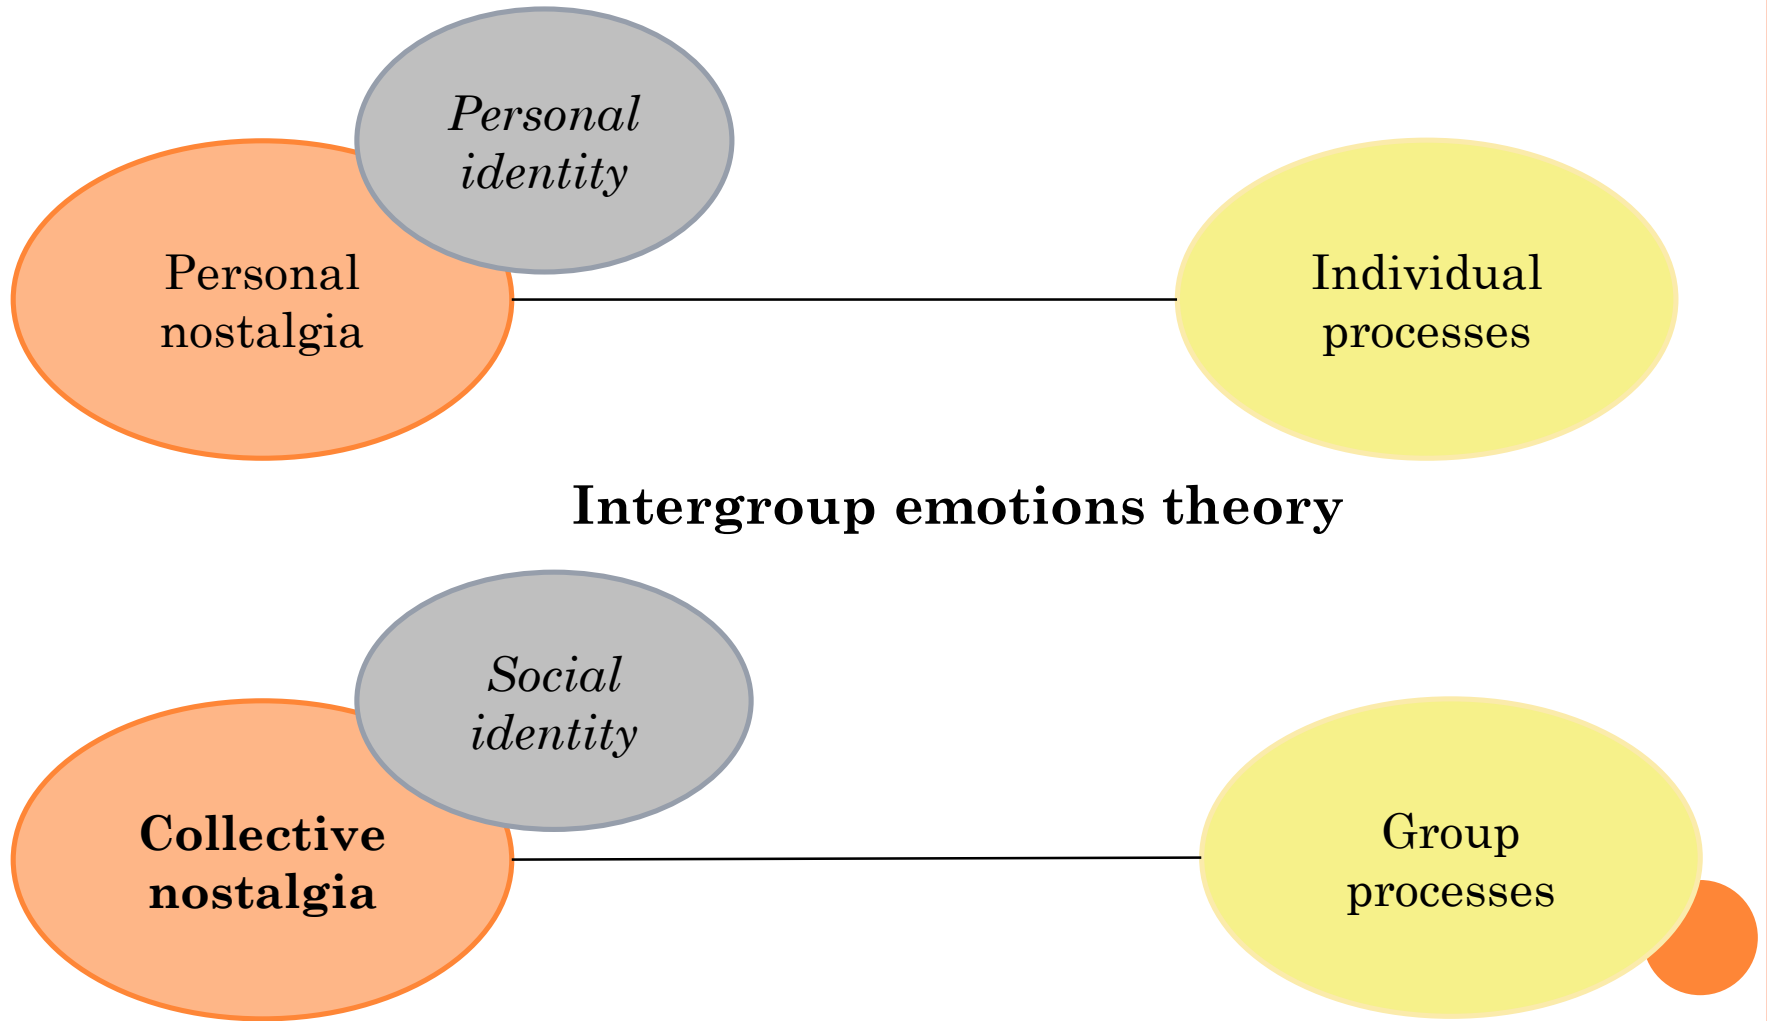 Personal
identity
Personal
nostalgia
Individual
processes
Intergroup emotions theory
Social
identity
Collective
nostalgia
Group
processes